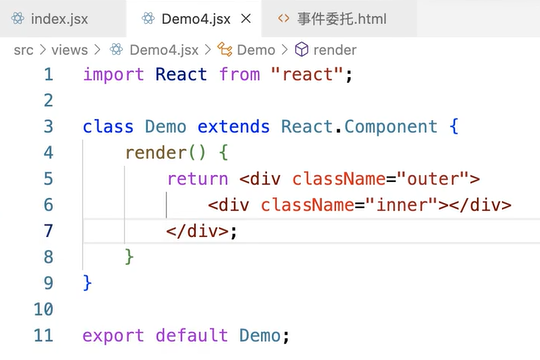 index.jsx Demo4.jsx × <> 事件委托.html
src > views > Demo4.jsx > Demo > render
1 import React from "react";
2
3 class Demo extends React.Component {
4 render() {
5 return <div className="outer">
6 <div className="inner"></div>
7 </div>;
8 }
9 }
10
11 export default Demo;